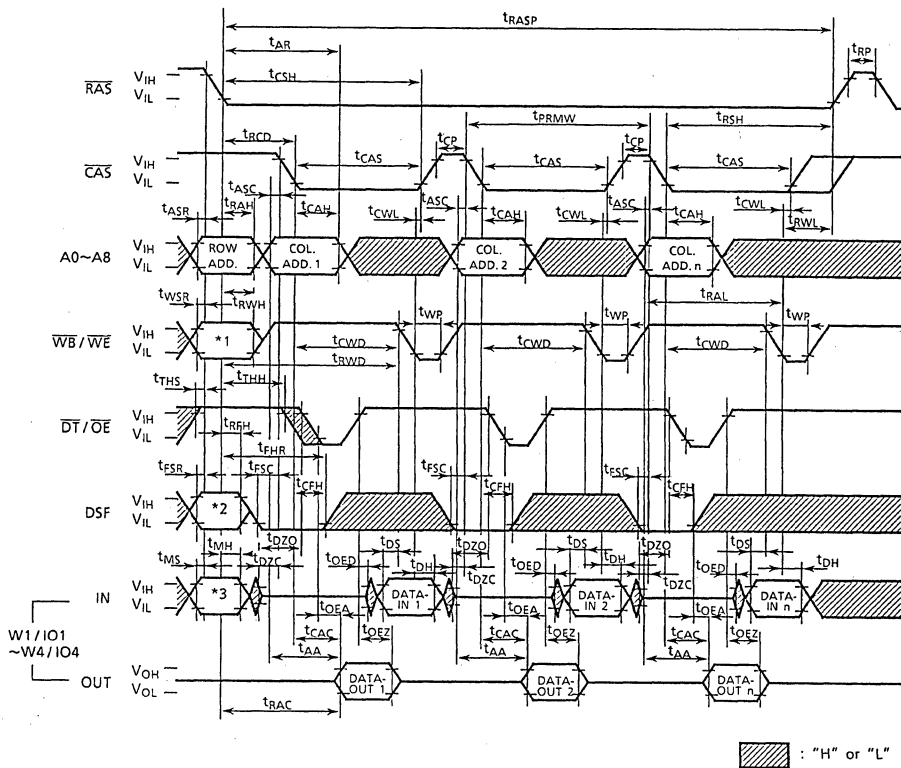 tRASP
tAR
tRP
tCSH
RAS VIH
VIL
tPRMW
tRSH
tRCD
tCP
tCP
CAS VIH
VIL
tCAS
tCAS
tCAS
tASC
tASR
tRAH
tCAH
tCWL
tASC
tCAH
tCWL
tASC
tCAH
tCWL
tRWL
A0~A8 VIH
VIL
ROW ADD.
COL. ADD. 1
COL. ADD. 2
COL. ADD. n
tWSR
tRWH
tRAL
tWP
tWP
tWP
WB/WE VIH
VIL
*1
tCWD
tCWD
tCWD
tRWD
tTHS
tTHH
DT/OE VIH
VIL
tRFH
tFHR
tFSR
tFSC
tFSC
tFSC
tCFH
tCFH
tCFH
DSF VIH
VIL
*2
tDZO
tDS
tDZO
tDS
tDZO
tDS
tMH
tMS
tDZC
tOED
tDH
tDZC
tOED
tDH
tDZC
tOED
tDH
IN VIH
VIL
*3
DATA-IN 1
DATA-IN 2
DATA-IN n
W1/IO1
~W4/IO4
tOEA
tOEA
tOEA
tCAC
tOEZ
tCAC
tOEZ
tCAC
tOEZ
tAA
tAA
tAA
OUT VOH
VOL
DATA-OUT 1
DATA-OUT 2
DATA-OUT n
tRAC
: "H" or "L"